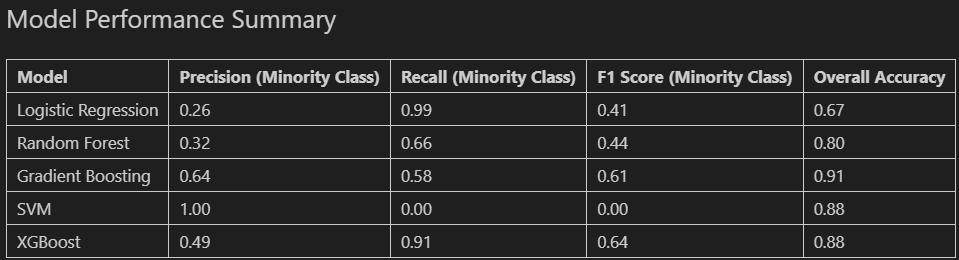 Model Performance Summary
Model Precision (Minority Class) Recall (Minority Class) F1 Score (Minority Class) Overall Accuracy
Logistic Regression 0.26 0.99 0.41 0.67
Random Forest 0.32 0.66 0.44 0.80
Gradient Boosting 0.64 0.58 0.61 0.91
SVM 1.00 0.00 0.00 0.88
XGBoost 0.49 0.91 0.64 0.88